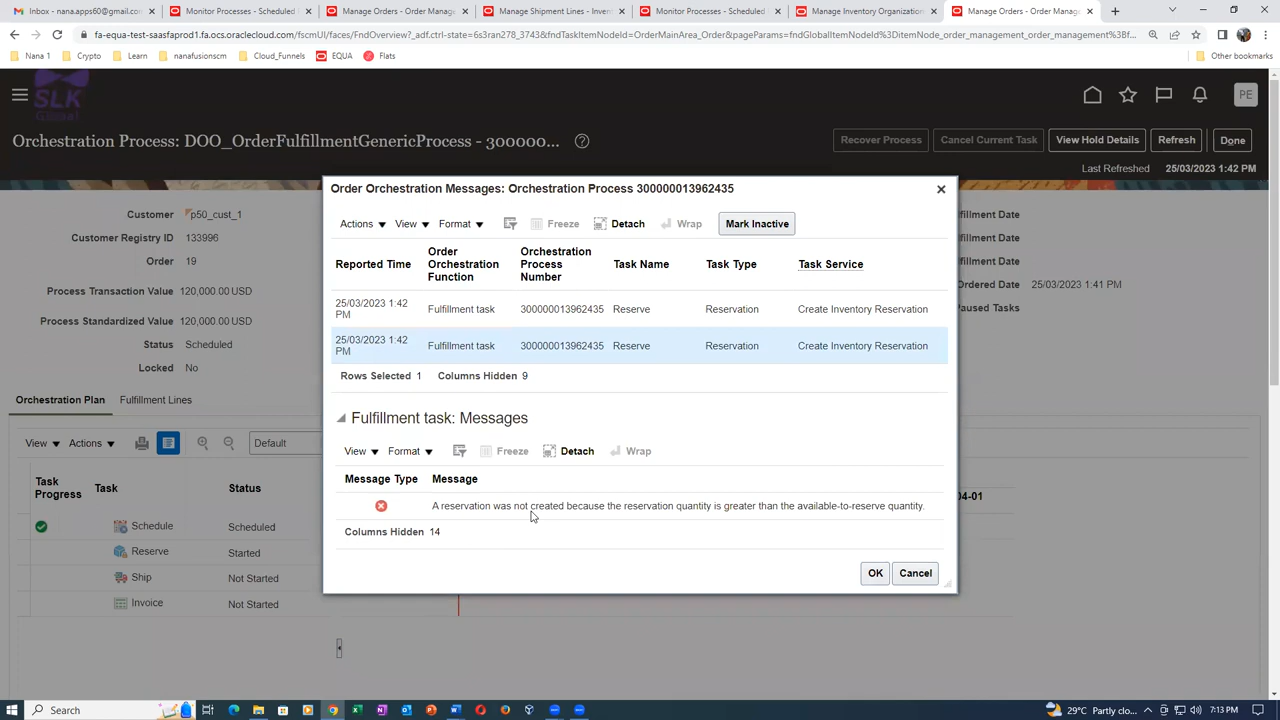 Inbox - nana.apps60@gmail.co
Monitor Processes - Scheduled
Manage Orders - Order Manage
Manage Shipment Lines - Inven
Monitor Processes - Scheduled
Manage Inventory Organization
Manage Orders - Order Manage
fa-equa-test-saasfaprod1.fa.ocs.oraclecloud.com/fscmUI/faces/FndOverview?_adf.ctrl-state=6s3ran278_3743&fndTaskItemNodeId=OrderMainArea_Order&pageParams=fndGlobalItemNodeId%3DitemNode_order_management_order_management%3Bf...
Nana 1
Crypto
Learn
nanafusionscm
Cloud_Funnels
EQUA
Flats
Other bookmarks
SLK
Global
PE
Orchestration Process: DOO_OrderFulfillmentGenericProcess - 300000...
Recover Process
Cancel Current Task
View Hold Details
Refresh
Done
Last Refreshed 25/03/2023 1:42 PM
Customer p50_cust_1
Customer Registry ID 133996
Order 19
Process Transaction Value 120,000.00 USD
Process Standardized Value 120,000.00 USD
Status Scheduled
Locked No
lfillment Date
lfillment Date
lfillment Date
Ordered Date 25/03/2023 1:41 PM
Paused Tasks
Orchestration Plan
Fulfillment Lines
View
Actions
Default
Task Progress
Task
Status
Schedule Scheduled
Reserve Started
Ship Not Started
Invoice Not Started
04-01
Order Orchestration Messages: Orchestration Process 300000013962435
Actions
View
Format
Freeze
Detach
Wrap
Mark Inactive
Reported Time
Order Orchestration Function
Orchestration Process Number
Task Name
Task Type
Task Service
25/03/2023 1:42 PM Fulfillment task 300000013962435 Reserve Reservation Create Inventory Reservation
25/03/2023 1:42 PM Fulfillment task 300000013962435 Reserve Reservation Create Inventory Reservation
Rows Selected 1 Columns Hidden 9
Fulfillment task: Messages
View
Format
Freeze
Detach
Wrap
Message Type Message
A reservation was not created because the reservation quantity is greater than the available-to-reserve quantity.
Columns Hidden 14
OK
Cancel
Search
29°C Partly clo...
7:13 PM